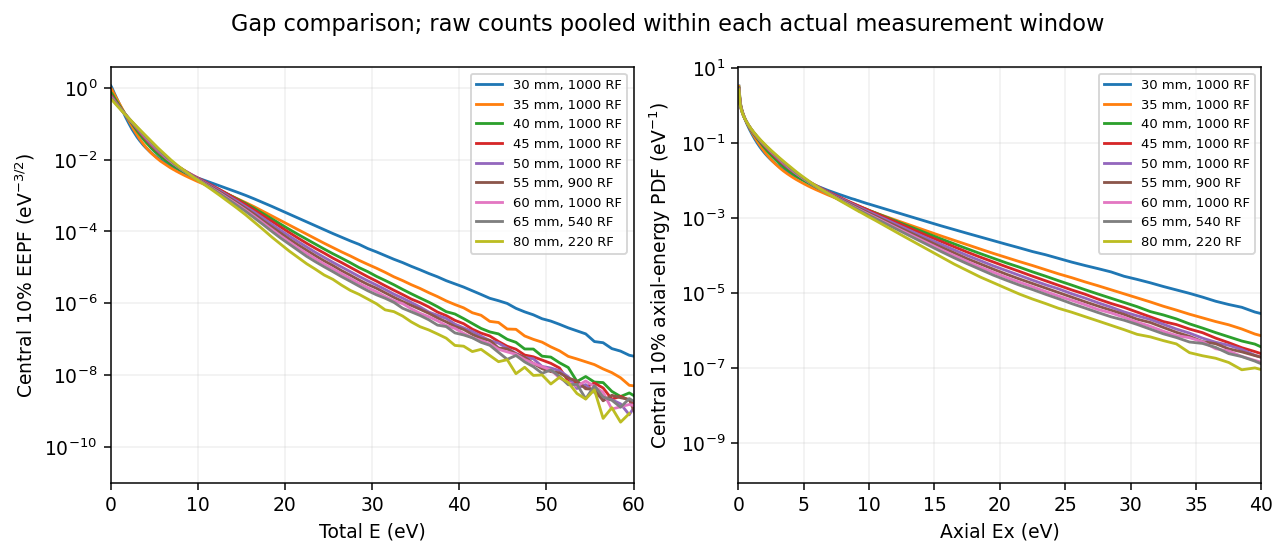 Gap comparison; raw counts pooled within each actual measurement window
Central 10% EEPF (eV⁻³ᐟ²)
10⁰
10⁻²
10⁻⁴
10⁻⁶
10⁻⁸
10⁻¹⁰
30 mm, 1000 RF
35 mm, 1000 RF
40 mm, 1000 RF
45 mm, 1000 RF
50 mm, 1000 RF
55 mm, 900 RF
60 mm, 1000 RF
65 mm, 540 RF
80 mm, 220 RF
0 10 20 30 40 50 60
Total E (eV)
Central 10% axial-energy PDF (eV⁻¹)
10¹
10⁻¹
10⁻³
10⁻⁵
10⁻⁷
10⁻⁹
30 mm, 1000 RF
35 mm, 1000 RF
40 mm, 1000 RF
45 mm, 1000 RF
50 mm, 1000 RF
55 mm, 900 RF
60 mm, 1000 RF
65 mm, 540 RF
80 mm, 220 RF
0 5 10 15 20 25 30 35 40
Axial Ex (eV)